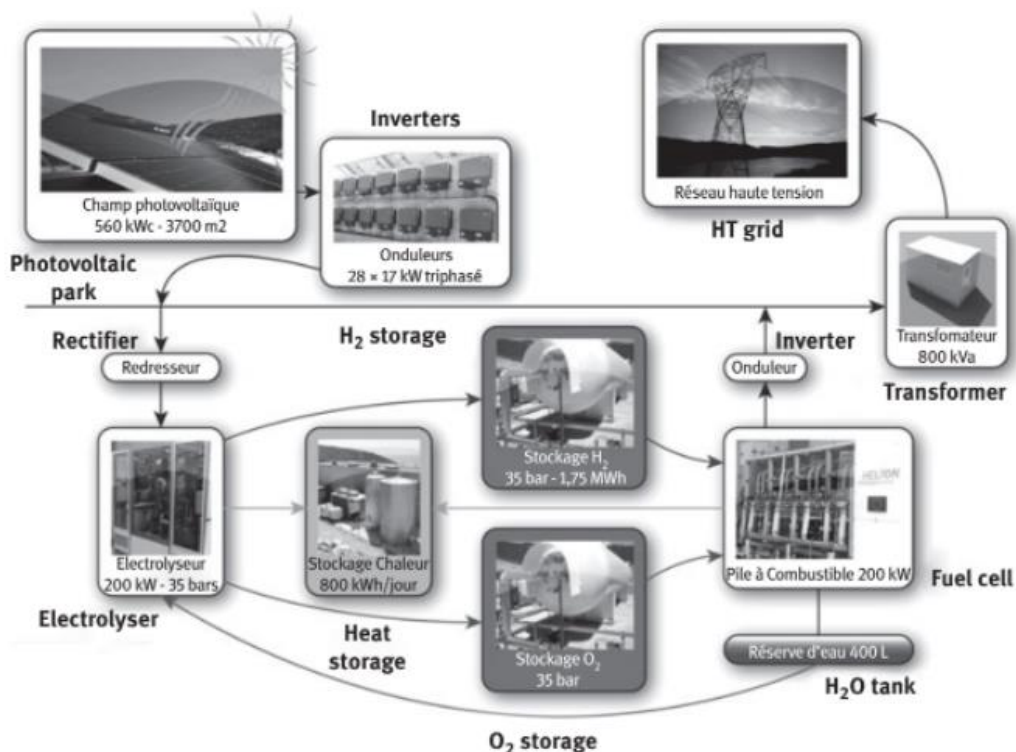 Champ photovoltaïque
560 kWc - 3700 m2
Photovoltaic
park
Inverters
Onduleurs
28 × 17 kW triphasé
Réseau haute tension
HT grid
Transfomateur
800 kVa
Transformer
Rectifier
Redresseur
H₂ storage
Stockage H₂
35 bar - 1,75 MWh
Inverter
Onduleur
Electrolyseur
200 kW - 35 bars
Electrolyser
Stockage Chaleur
800 kWh/jour
Heat
storage
Stockage O₂
35 bar
HELION
Pile à Combustible 200 kW
Fuel cell
Réserve d'eau 400 L
H₂O tank
O₂ storage